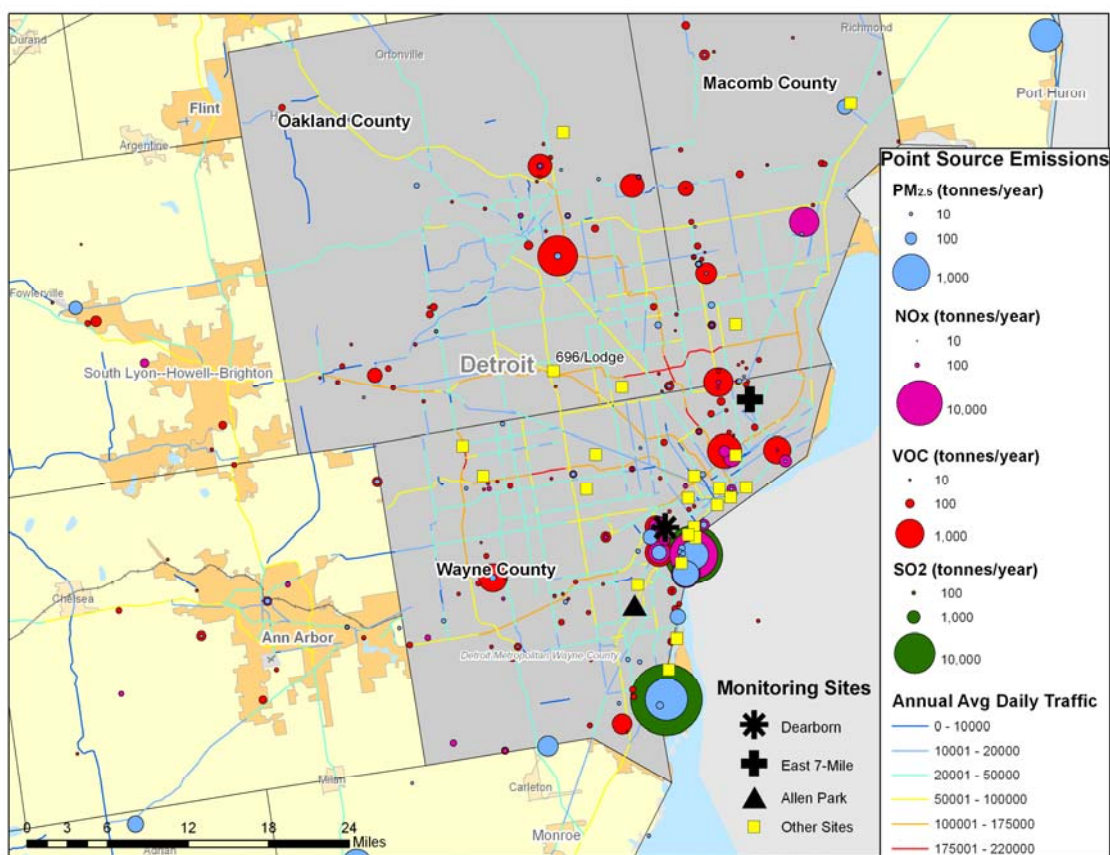 Durand
Ortonville
Richmond
Macomb County
Flint
Port Huron
Oakland County
Argentine
Point Source Emissions
PM2.5 (tonnes/year)
10
100
1,000
NOx (tonnes/year)
10
100
10,000
Fowlerville
696/Lodge
Detroit
South Lyon--Howell--Brighton
VOC (tonnes/year)
10
100
1,000
SO2 (tonnes/year)
100
1,000
10,000
Wayne County
Chelsea
Ann Arbor
Detroit Metropolitan Wayne County
Monitoring Sites
Dearborn
East 7-Mile
Allen Park
Other Sites
Annual Avg Daily Traffic
0 - 10000
10001 - 20000
20001 - 50000
50001 - 100000
100001 - 175000
175001 - 220000
Milan
Carleton
Monroe
Adrian
0 3 6 12 18 24
Miles